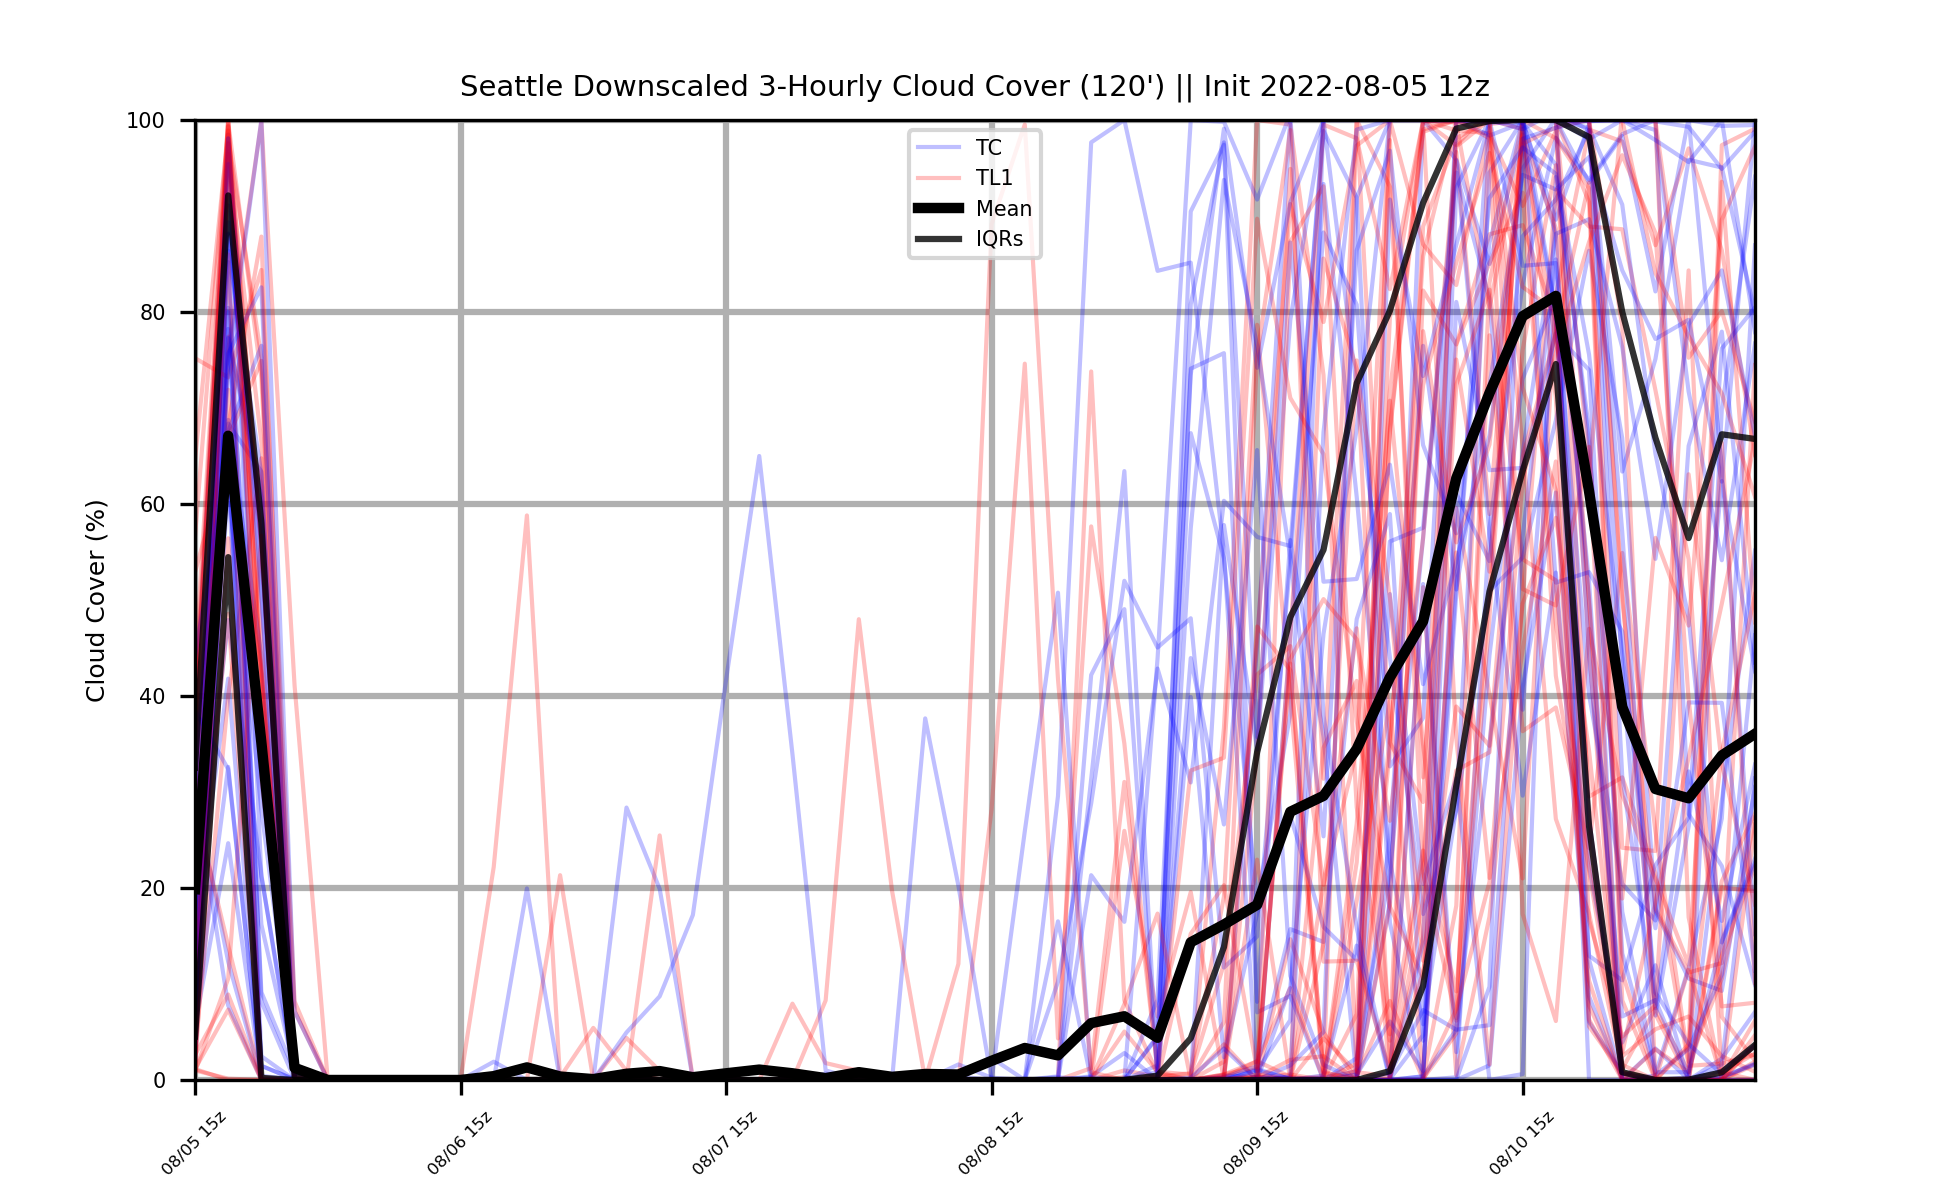 Seattle Downscaled 3-Hourly Cloud Cover (120') || Init 2022-08-05 12z
TC
TL1
Mean
IQRs
Cloud Cover (%)
100
80
60
40
20
0
08/05 15z
08/06 15z
08/07 15z
08/08 15z
08/09 15z
08/10 15z